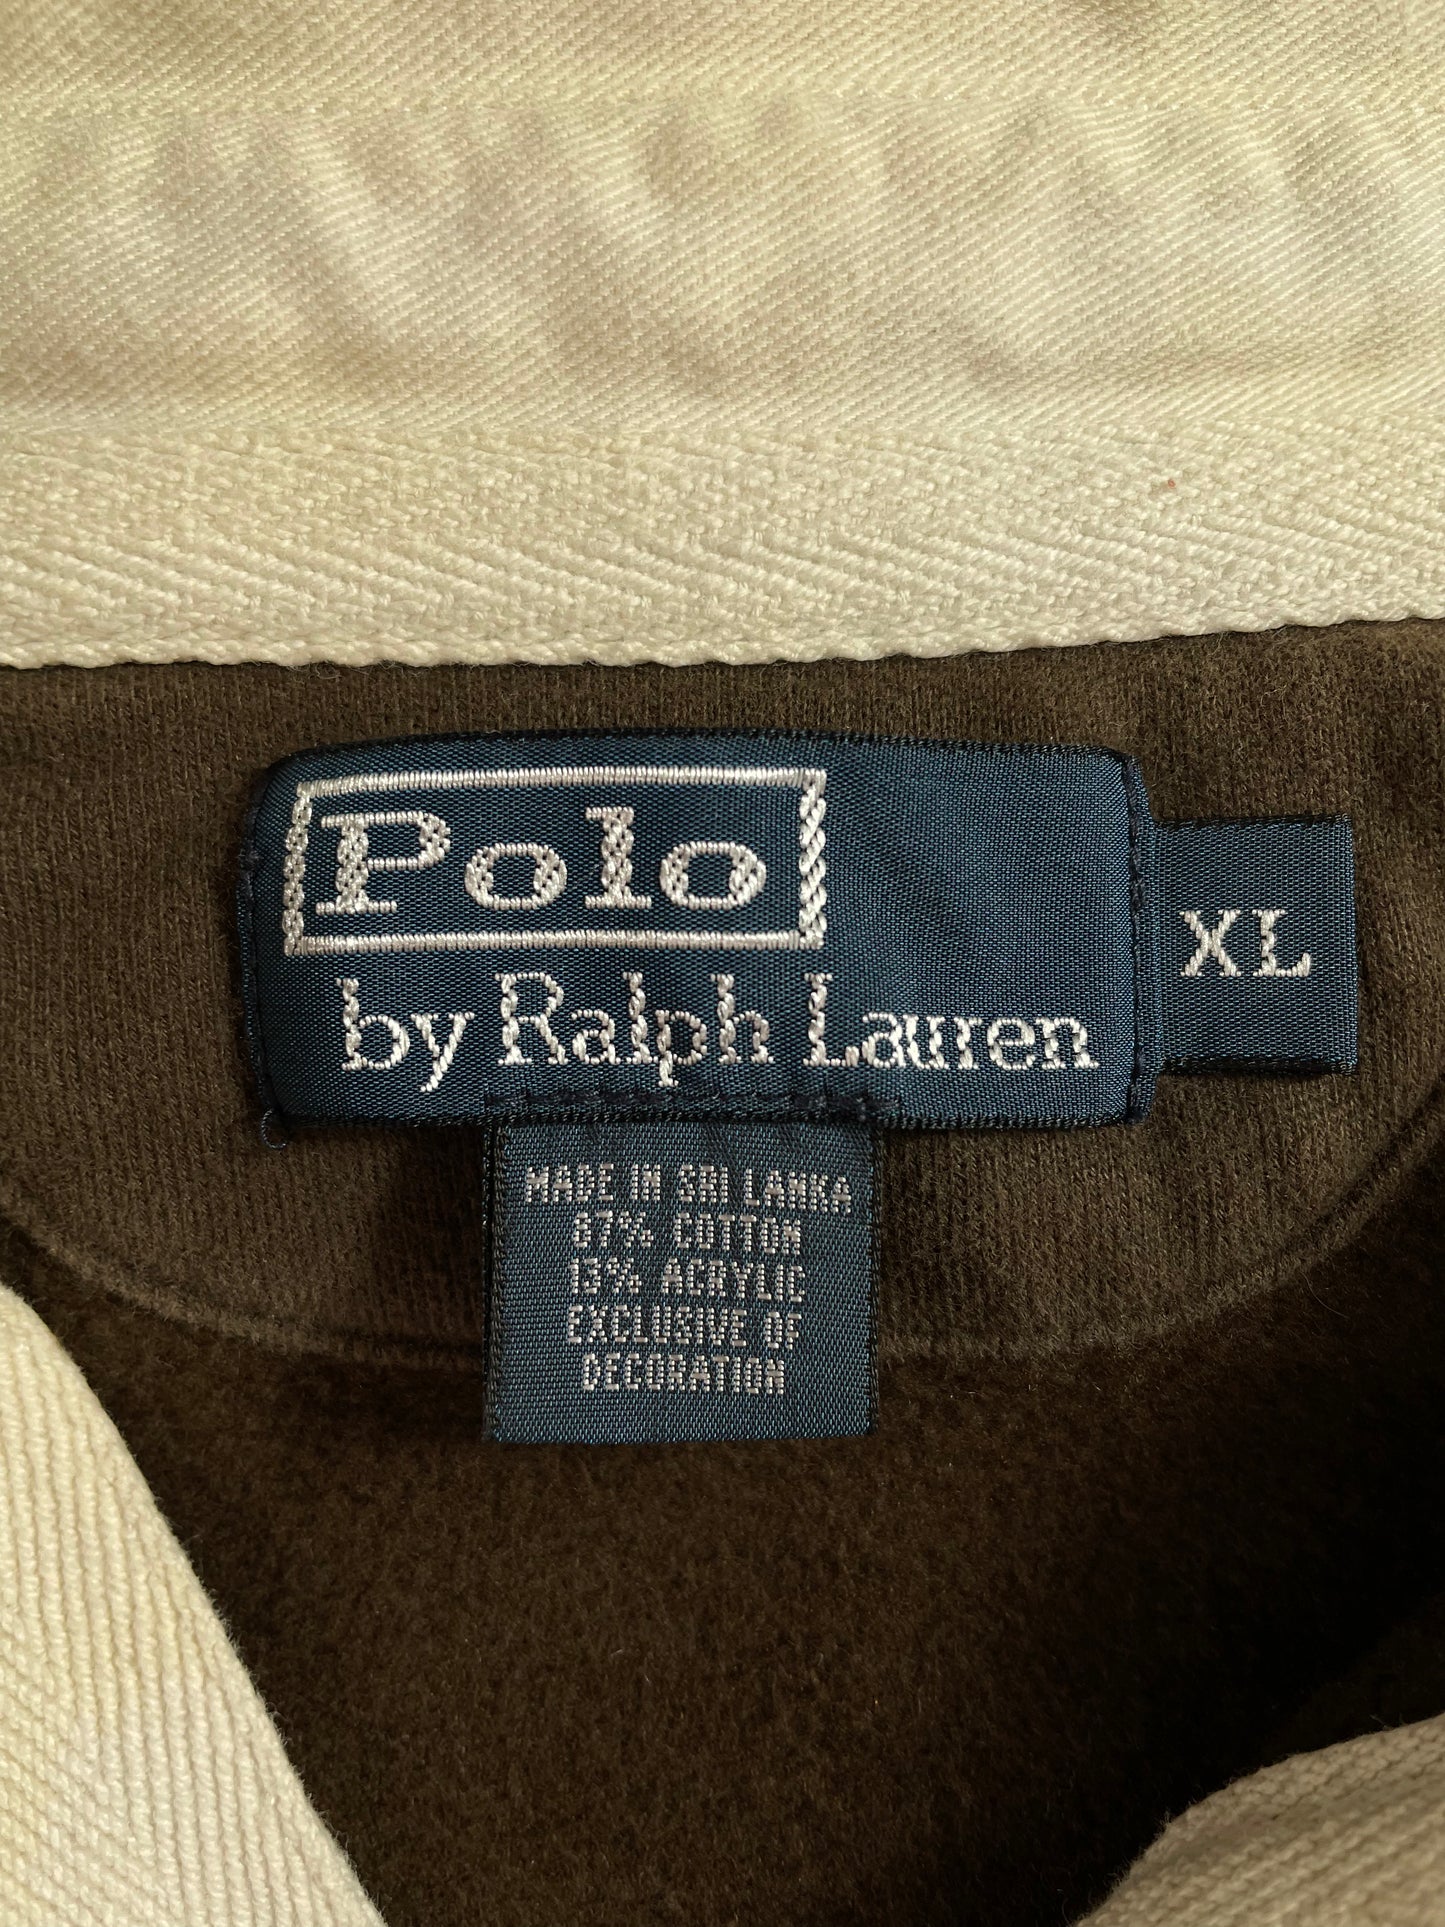 Polo
by Ralph Lauren
XL
MADE IN SRI LANKA
87% COTTON
13% ACRYLIC
EXCLUSIVE OF
DECORATION